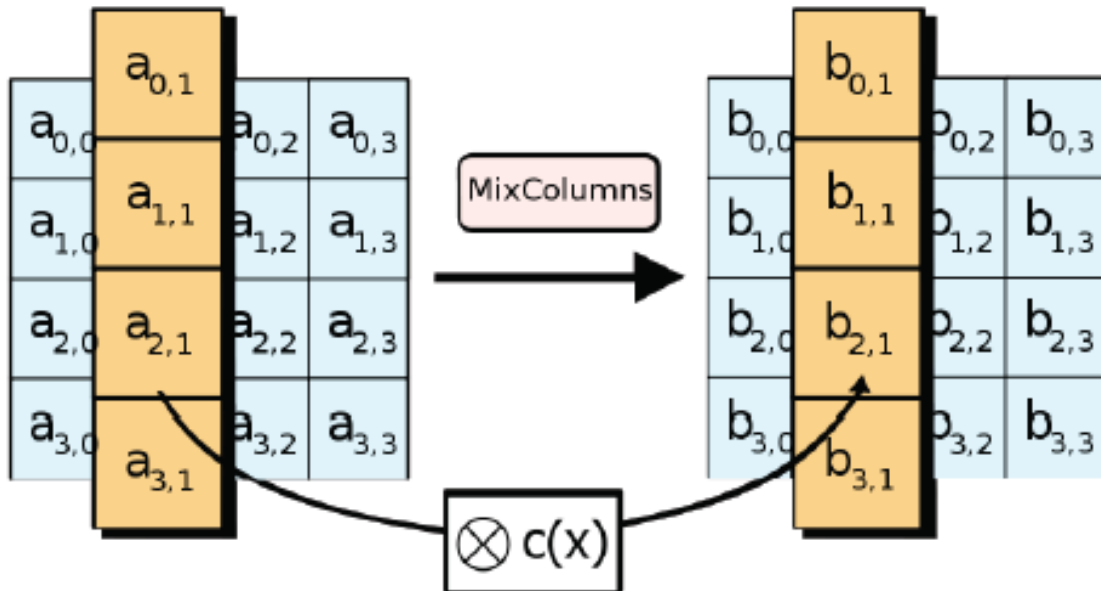 a0,1 b0,1
a0,0 a0,2 a0,3 b0,0 b0,2 b0,3
MixColumns
a1,1 b1,1
a1,0 a1,2 a1,3 b1,0 b1,2 b1,3
a2,0 a2,1 a2,2 a2,3 b2,0 b2,1 b2,2 b2,3
a3,0 a3,2 a3,3 b3,0 b3,2 b3,3
a3,1 b3,1
⊗ c(x)